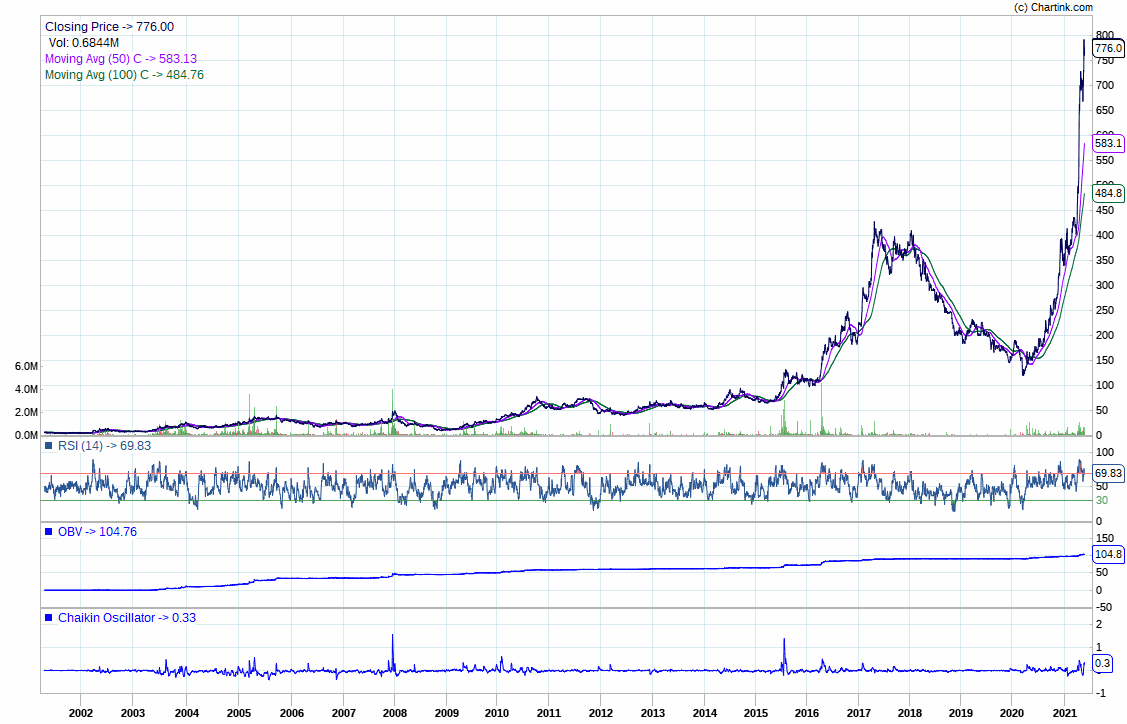 (c) Chartink.com
Closing Price -> 776.00
Vol: 0.6844M
Moving Avg (50) C -> 583.13
Moving Avg (100) C -> 484.76
800
776.0
750
700
650
600
583.1
550
500
484.8
450
400
350
300
250
200
150
100
50
0
6.0M
4.0M
2.0M
0.0M
RSI (14) -> 69.83
100
69.83
50
30
0
OBV -> 104.76
150
104.8
50
0
-50
Chaikin Oscillator -> 0.33
2
1
0.3
-1
2002 2003 2004 2005 2006 2007 2008 2009 2010 2011 2012 2013 2014 2015 2016 2017 2018 2019 2020 2021